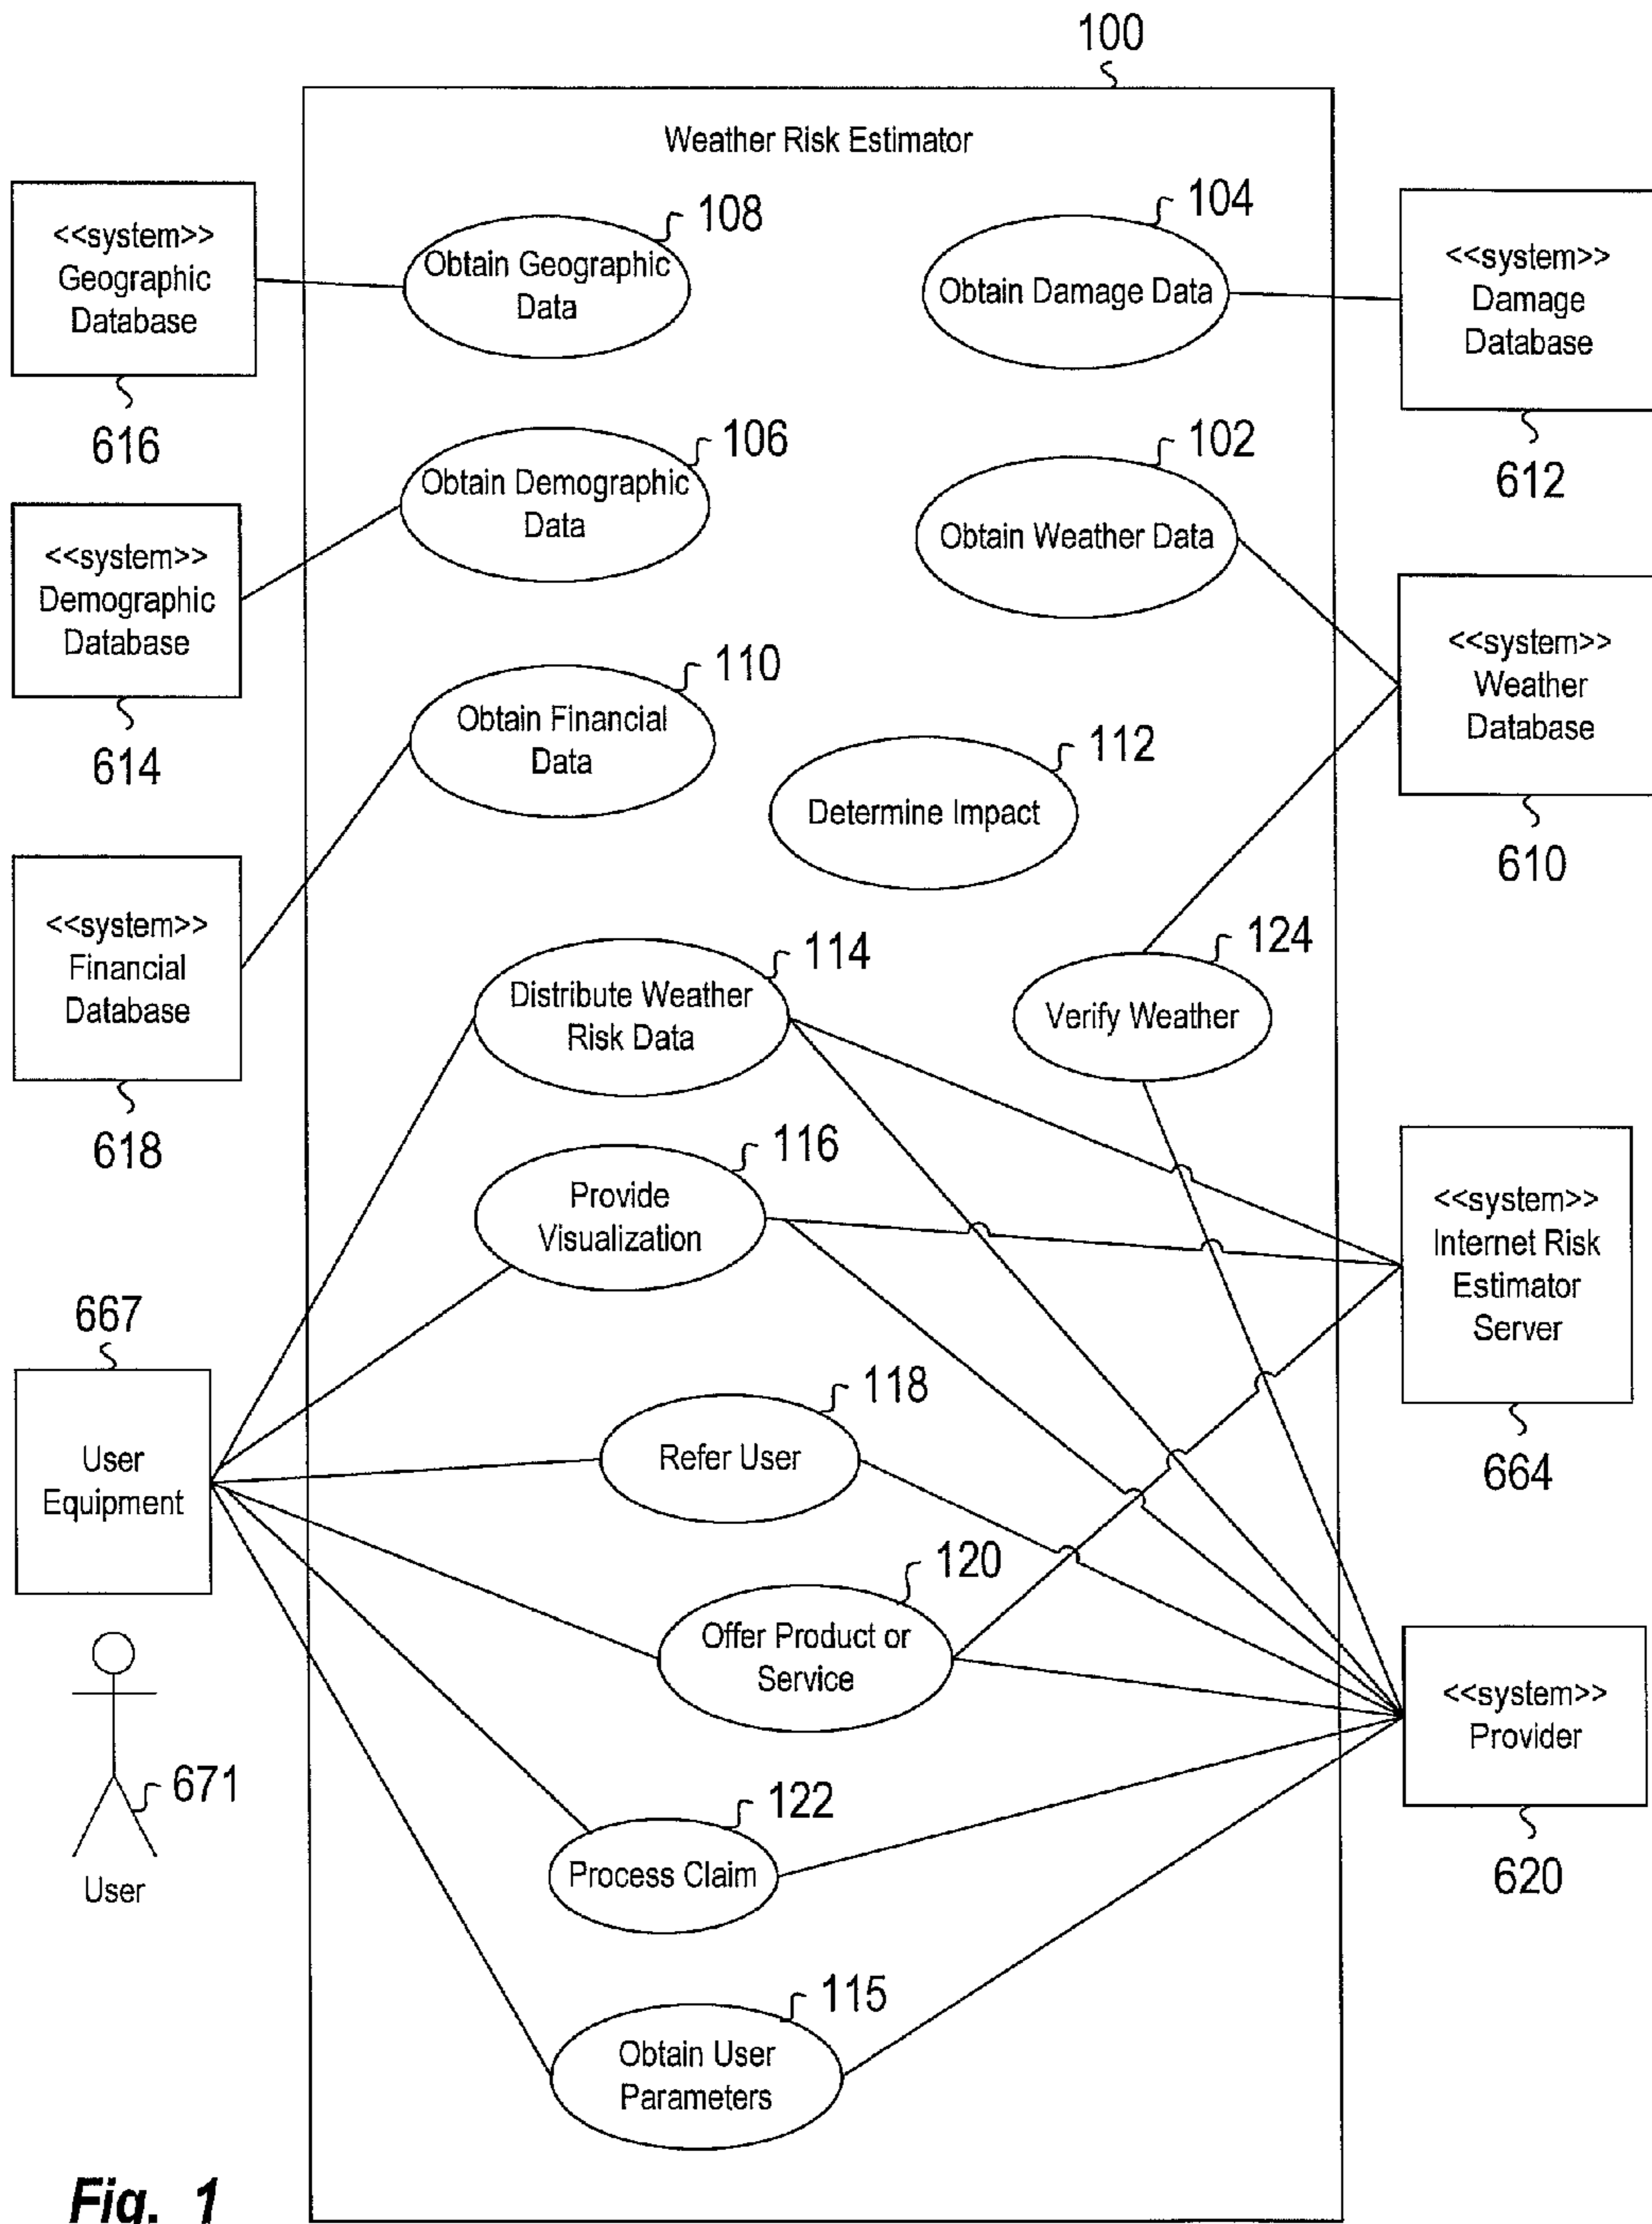 100
Weather Risk Estimator
<<system>>
Geographic
Database
616
108
Obtain Geographic
Data
104
Obtain Damage Data
<<system>>
Damage
Database
612
106
Obtain Demographic
Data
<<system>>
Demographic
Database
614
102
Obtain Weather Data
<<system>>
Weather
Database
610
110
Obtain Financial
Data
112
Determine Impact
<<system>>
Financial
Database
618
114
Distribute Weather
Risk Data
124
Verify Weather
116
Provide
Visualization
<<system>>
Internet Risk
Estimator
Server
664
667
User
Equipment
118
Refer User
120
Offer Product or
Service
<<system>>
Provider
620
671
User
122
Process Claim
115
Obtain User
Parameters
Fig. 1